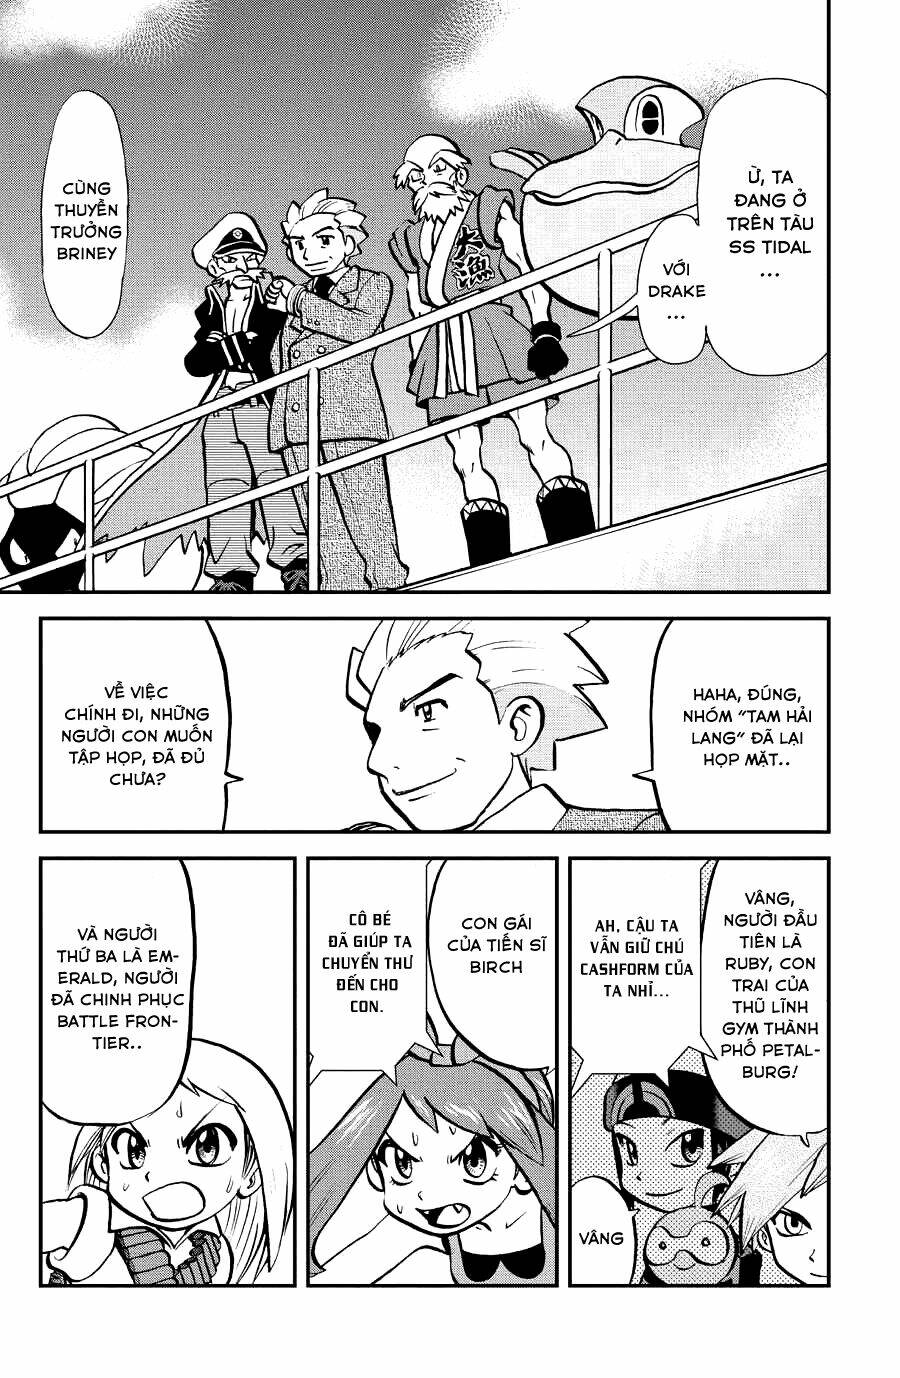 Ừ, TA
ĐANG Ở
TRÊN TÀU
SS TIDAL
...
VỚI
DRAKE
...
大漁
CÙNG
THUYỀN
TRƯỞNG
BRINEY
HAHA, ĐÚNG,
NHÓM "TAM HẢI
LANG" ĐÃ LẠI
HỌP MẶT..
VỀ VIỆC
CHÍNH ĐI, NHỮNG
NGƯỜI CON MUỐN
TẬP HỌP, ĐÃ ĐỦ
CHƯA?
VÂNG,
NGƯỜI ĐẦU
TIÊN LÀ
RUBY, CON
TRAI CỦA
THŨ LĨNH
GYM THÀNH
PHỐ PETAL-
BURG!
AH, CẬU TA
VẪN GIỮ CHÚ
CASHFORM CỦA
TA NHỈ...
VÂNG
CON GÁI
CỦA TIẾN SĨ
BIRCH
CÔ BÉ
ĐÃ GIÚP TA
CHUYỂN THƯ
ĐẾN CHO
CON.
VÀ NGƯỜI
THỨ BA LÀ EM-
ERALD, NGƯỜI
ĐÃ CHINH PHỤC
BATTLE FRON-
TIER..